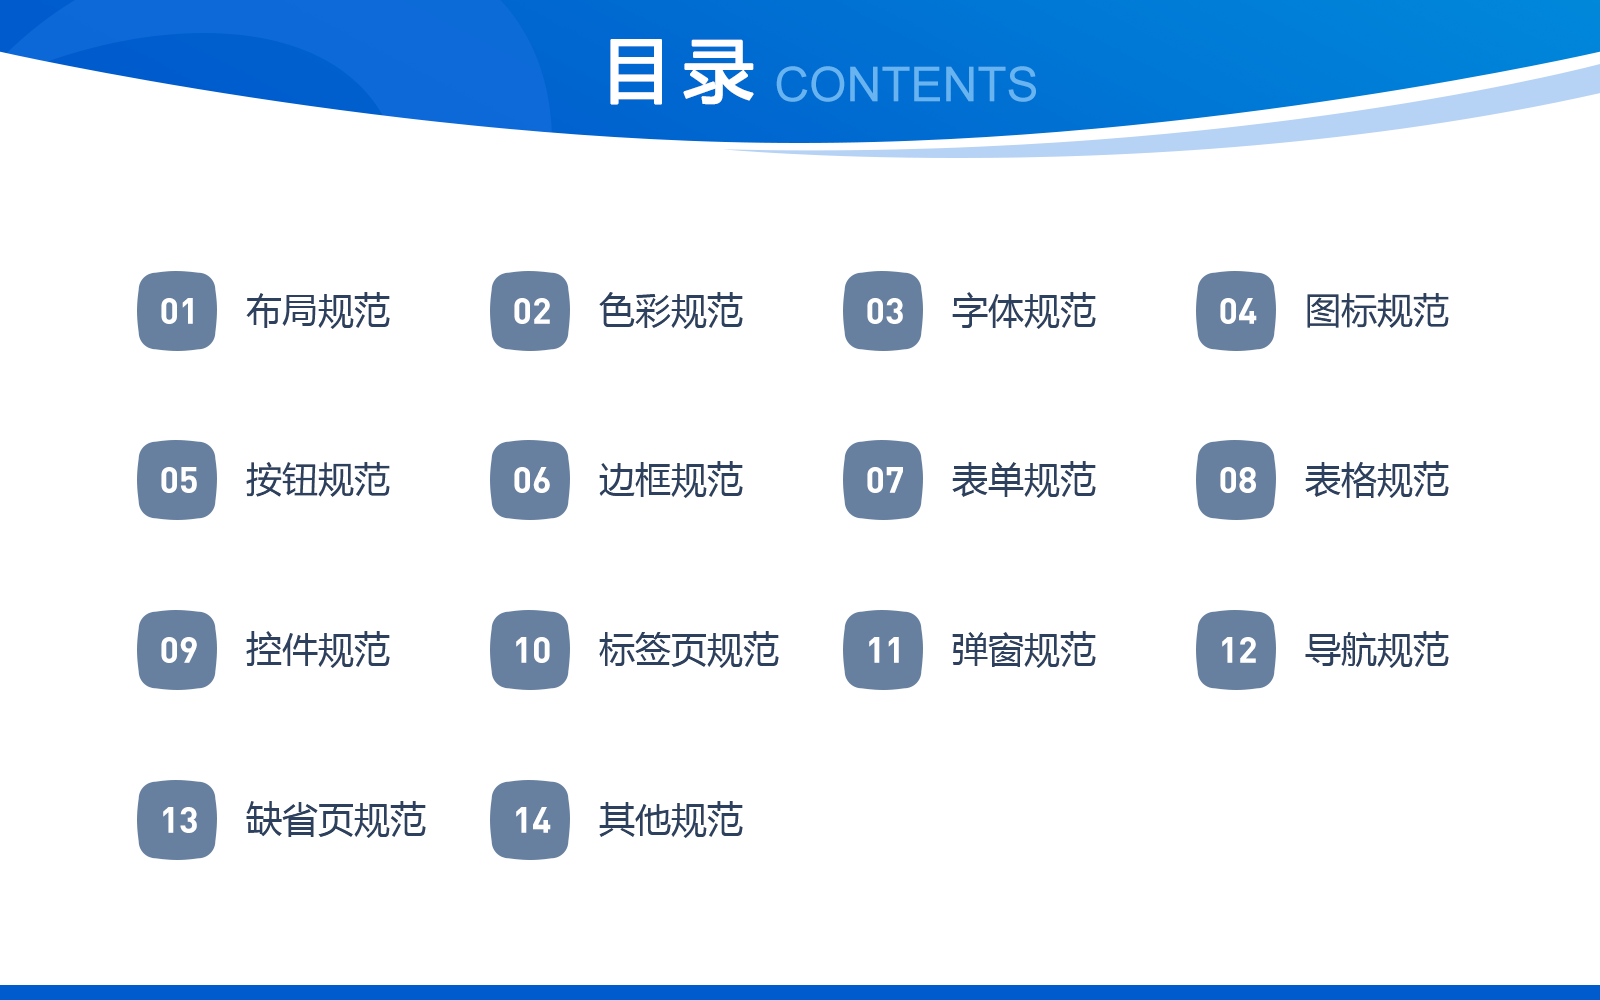 目录 CONTENTS
01 布局规范
02 色彩规范
03 字体规范
04 图标规范
05 按钮规范
06 边框规范
07 表单规范
08 表格规范
09 控件规范
10 标签页规范
11 弹窗规范
12 导航规范
13 缺省页规范
14 其他规范